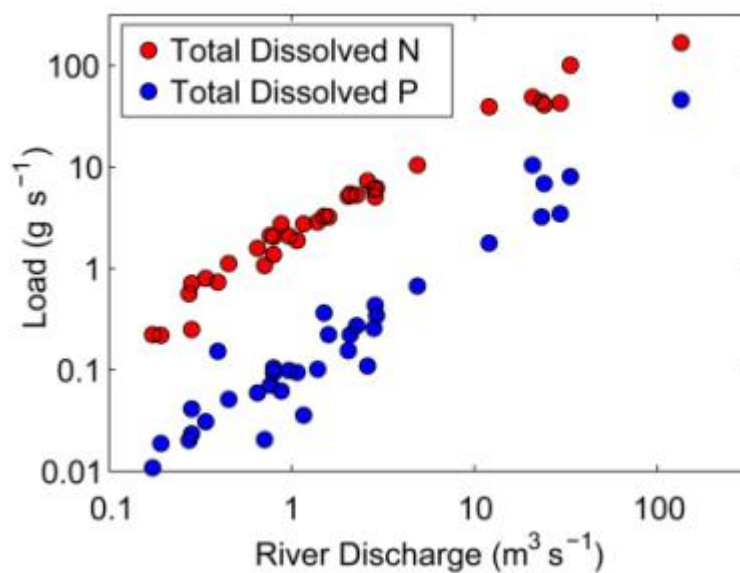 Total Dissolved N
Total Dissolved P
100
10
1
0.1
0.01
Load (g s⁻¹)
0.1
1
10
100
River Discharge (m³ s⁻¹)